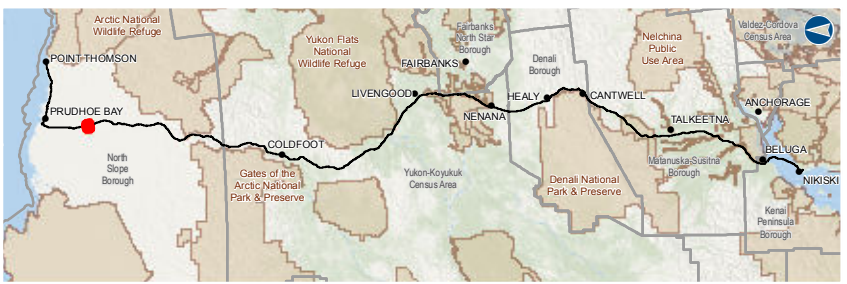 Arctic National
Wildlife Refuge
POINT THOMSON
PRUDHOE BAY
North
Slope
Borough
COLDFOOT
Gates of the
Arctic National
Park & Preserve
Yukon Flats
National
Wildlife Refuge
LIVENGOOD
Yukon-Koyukuk
Census Area
Fairbanks
North Star
Borough
FAIRBANKS
NENANA
Denali
Borough
HEALY
CANTWELL
Denali National
Park & Preserve
Nelchina
Public
Use Area
TALKEETNA
Matanuska-Susitna
Borough
Valdez-Cordova
Census Area
ANCHORAGE
BELUGA
NIKISKI
Kenai
Peninsula
Borough